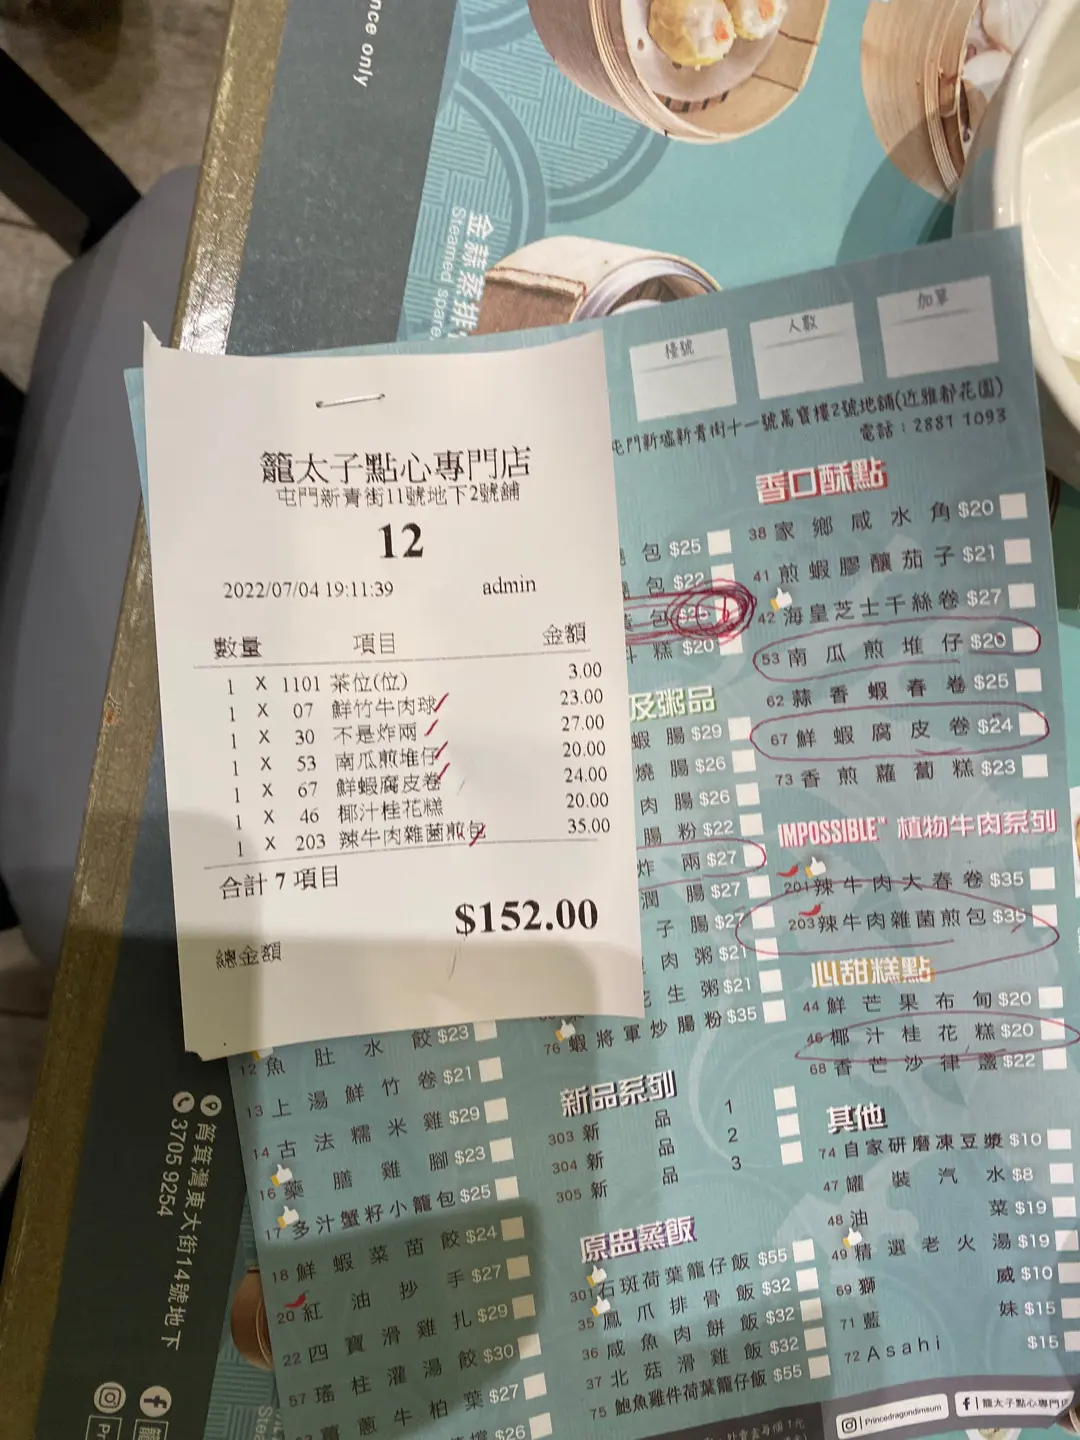 nce only
金蒜蒸排
Steamed spare
籠太子點心專門店
屯門新青街11號地下2號舖
12
2022/07/04 19:11:39 admin
數量 項目 金額
1 X 1101 茶位(位) 3.00
1 X 07 鮮竹牛肉球 23.00
1 X 30 不是炸兩 27.00
1 X 53 南瓜煎堆仔 20.00
1 X 67 鮮蝦腐皮卷 24.00
1 X 46 椰汁桂花糕 20.00
1 X 203 辣牛肉雜菌煎包 35.00
合計 7 項目
$152.00
總金額
檯號
人數
加單
屯門新墟新青街十一號萬寶樓2號地舖(近雅都花園)
電話：2881 1093
包 $25
包 $22
包
糕 $20
及粥品
蝦腸 $29
燒腸 $26
肉腸 $26
腸粉 $22
炸兩 $27
潤腸 $27
子腸 $27
肉粥 $21
花生粥 $21
$35
76 蝦將軍炒腸粉
香口酥點
38 家鄉咸水角 $20
41 煎蝦膠釀茄子 $21
42 海皇芝士千絲卷 $27
53 南瓜煎堆仔 $20
62 蒜香蝦春卷 $25
67 鮮蝦腐皮卷 $24
73 香煎蘿蔔糕 $23
IMPOSSIBLE™ 植物牛肉系列
201 辣牛肉大春卷 $35
203 辣牛肉雜菌煎包 $35
心甜糕點
44 鮮芒果布甸 $20
46 椰汁桂花糕 $20
68 香芒沙律盞 $22
其他
74 自家研磨凍豆漿 $10
47 罐裝汽水 $8
48 油菜 $19
49 精選老火湯 $19
69 獅威 $10
71 藍妹 $15
72 Asahi $15
12 魚肚水餃 $23
13 上湯鮮竹卷 $21
14 古法糯米雞 $29
16 藥膳雞腳 $23
17 多汁蟹籽小籠包 $25
18 鮮蝦菜苗餃 $24
20 紅油抄手 $27
22 四寶滑雞扎 $29
57 瑤柱灌湯餃 $30
蔥牛柏葉 $27
$26
新品系列
303 新品 1
304 新品 2
305 新品 3
原盅蒸飯
301 石斑荷葉籠仔飯 $55
35 鳳爪排骨飯 $32
36 咸魚肉餅飯 $32
37 北菇滑雞飯 $32
75 鮑魚雞件荷葉籠仔飯 $55
Princedragondimsum
籠太子點心專門
筲箕灣東大街14號地下
3705 9254